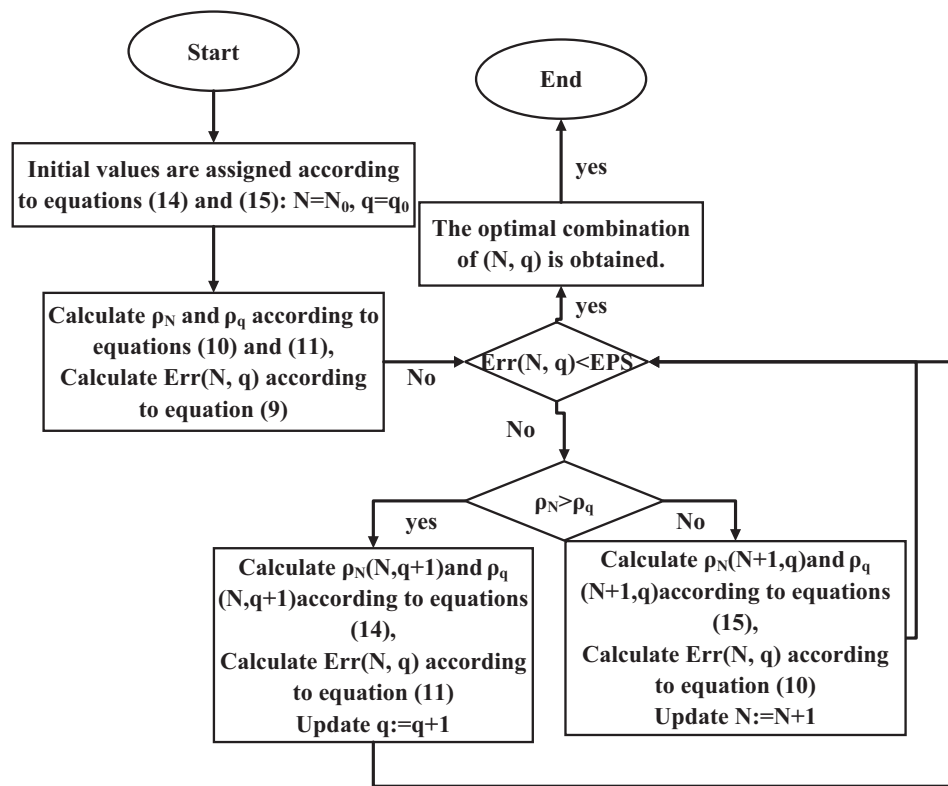 Start
End
Initial values are assigned according
to equations (14) and (15): N=N₀, q=q₀
yes
The optimal combination
of (N, q) is obtained.
yes
Calculate ρN and ρq according to
equations (10) and (11),
Calculate Err(N, q) according
to equation (9)
No
Err(N, q)<EPS
No
ρN>ρq
yes
No
Calculate ρN(N,q+1)and ρq
(N,q+1)according to equations
(14),
Calculate Err(N, q) according
to equation (11)
Update q:=q+1
Calculate ρN(N+1,q)and ρq
(N+1,q)according to equations
(15),
Calculate Err(N, q) according
to equation (10)
Update N:=N+1